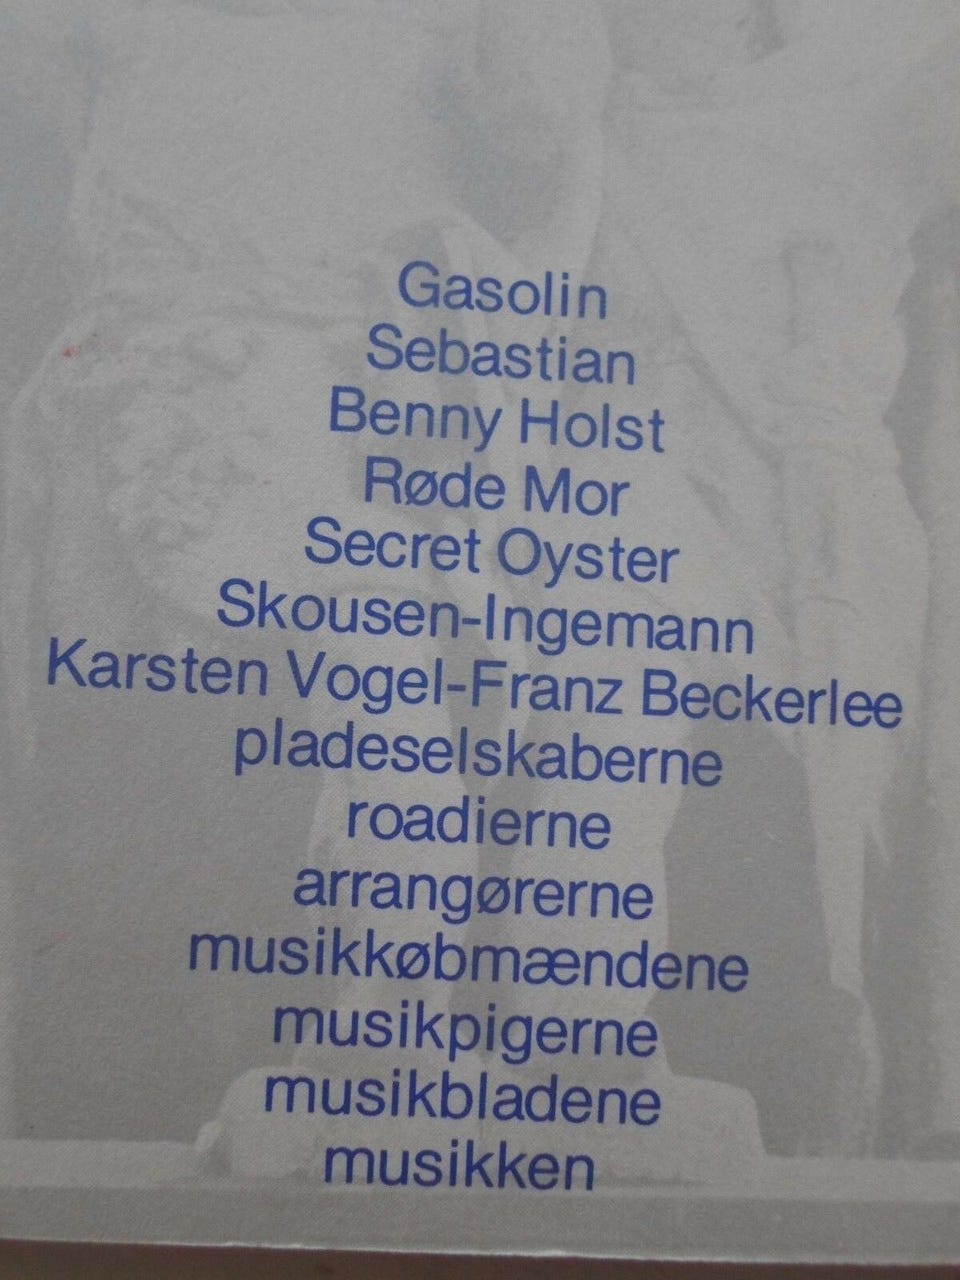 Gasolin
Sebastian
Benny Holst
Røde Mor
Secret Oyster
Skousen-Ingemann
Karsten Vogel-Franz Beckerlee
pladeselskaberne
roadierne
arrangørerne
musikkøbmændene
musikpigerne
musikbladene
musikken